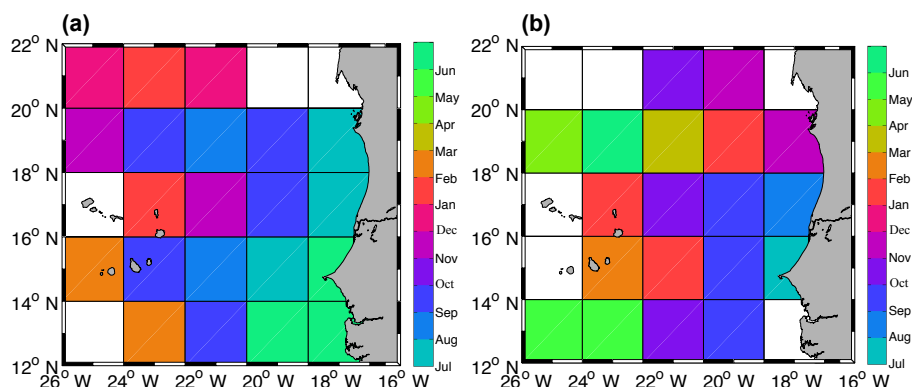 (a)
(b)
22° N
20° N
18° N
16° N
14° N
12° N
26° W
24° W
22° W
20° W
18° W
16° W
Jun
May
Apr
Mar
Feb
Jan
Dec
Nov
Oct
Sep
Aug
Jul
22° N
20° N
18° N
16° N
14° N
12° N
26° W
24° W
22° W
20° W
18° W
16° W
Jun
May
Apr
Mar
Feb
Jan
Dec
Nov
Oct
Sep
Aug
Jul